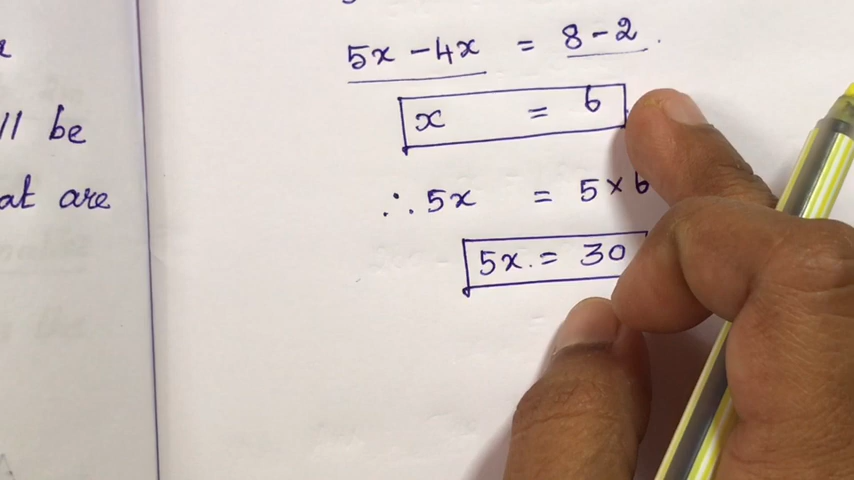 ll be
at are
5x - 4x = 8 - 2 .
x = 6
∴ 5x = 5 × 6
5x. = 30